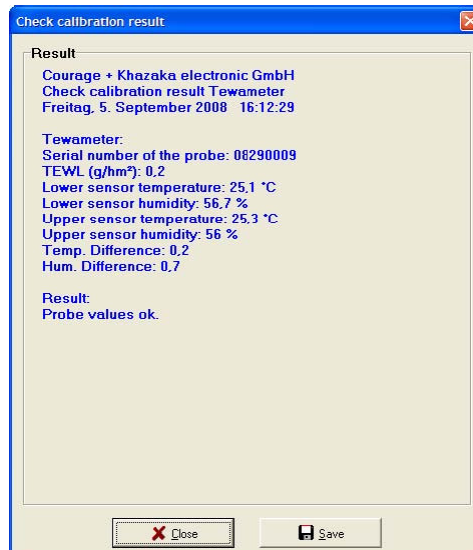 Check calibration result
Result
Courage + Khazaka electronic GmbH
Check calibration result Tewameter
Freitag, 5. September 2008 16:12:29
Tewameter:
Serial number of the probe: 08290009
TEWL (g/hm²): 0,2
Lower sensor temperature: 25,1 °C
Lower sensor humidity: 56,7 %
Upper sensor temperature: 25,3 °C
Upper sensor humidity: 56 %
Temp. Difference: 0,2
Hum. Difference: 0,7
Result:
Probe values ok.
Close Save